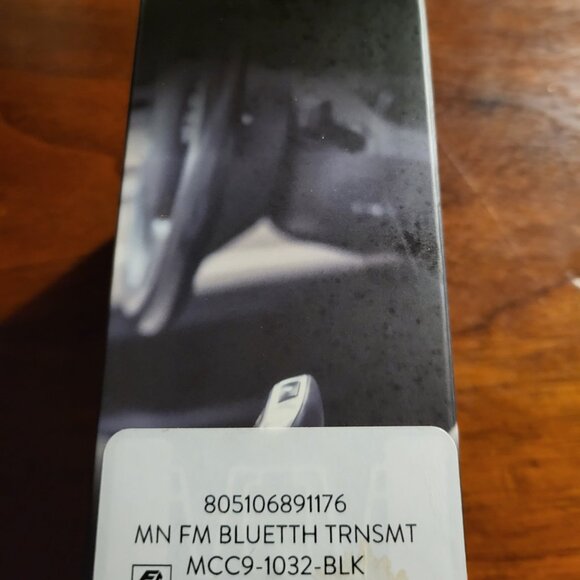 805106891176
MN FM BLUETTH TRNSMT
MCC9-1032-BLK